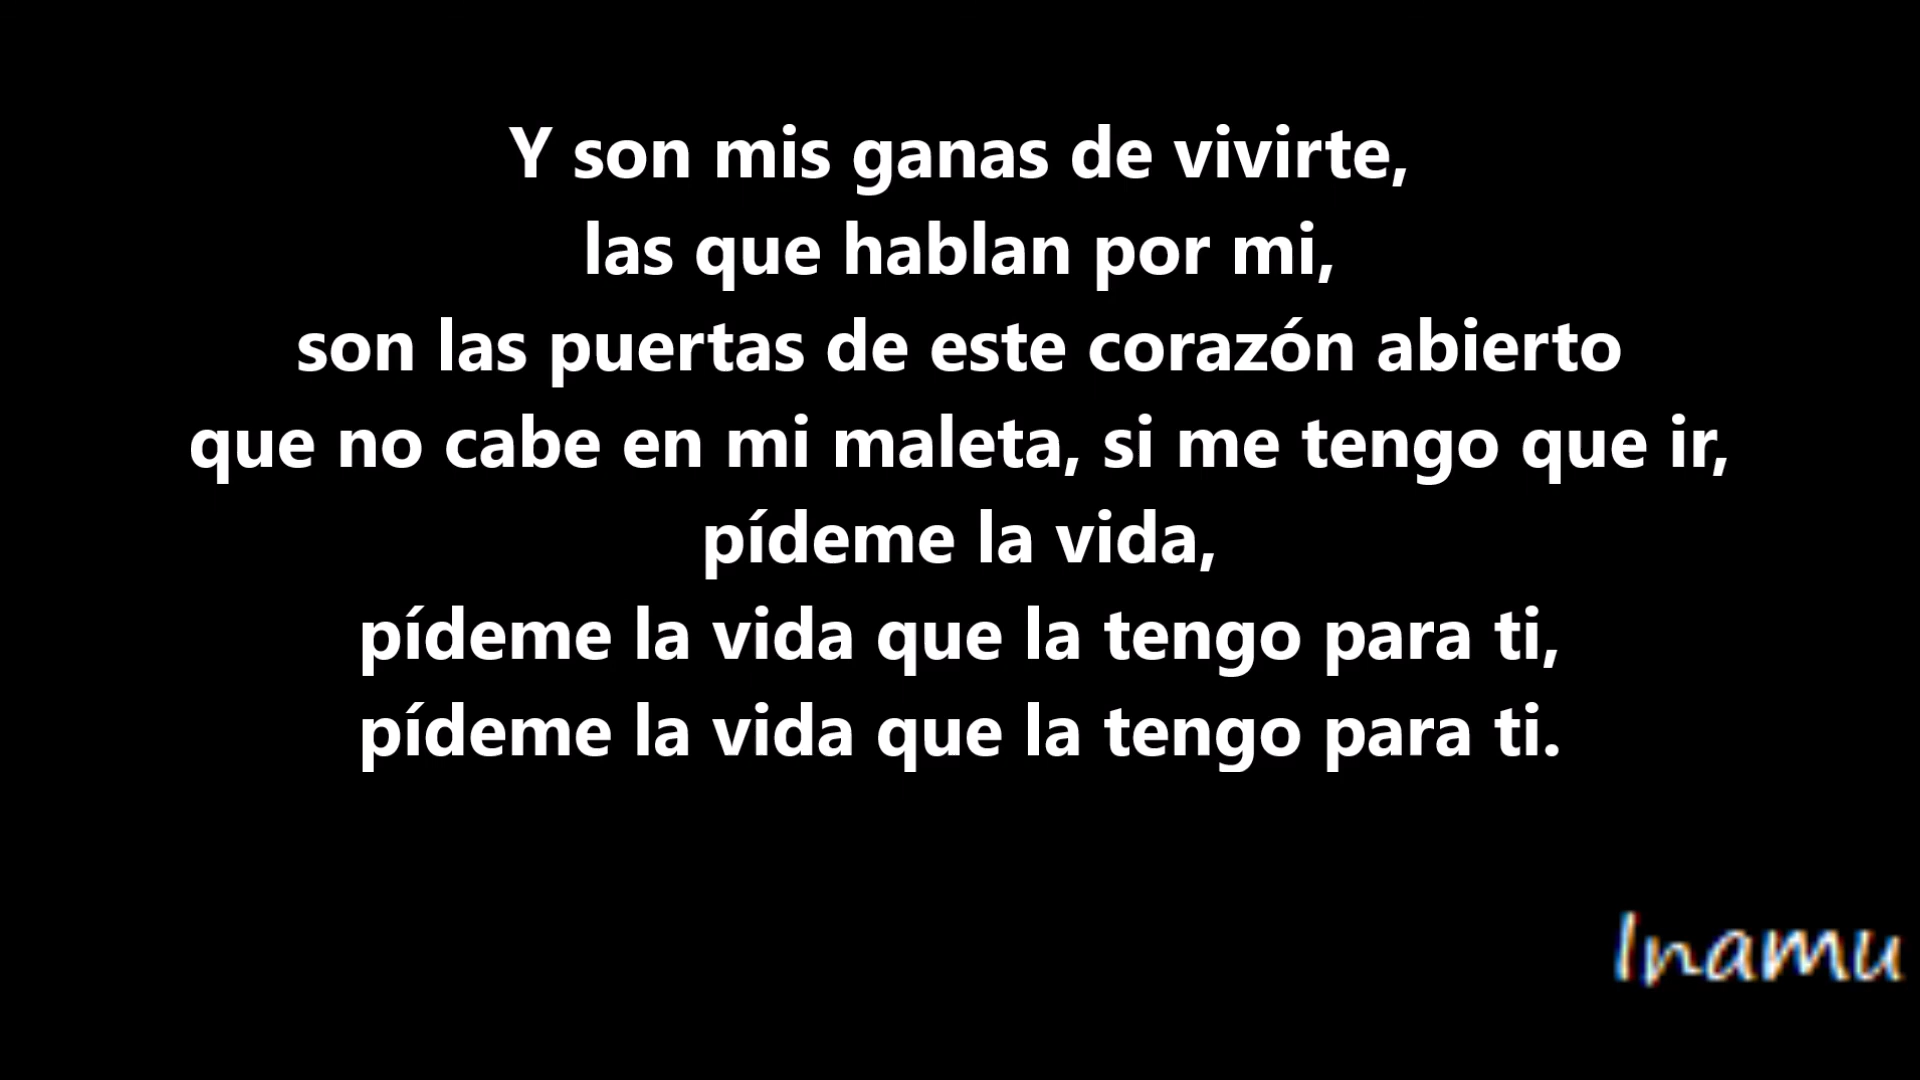 Y son mis ganas de vivirte,
las que hablan por mi,
son las puertas de este corazón abierto
que no cabe en mi maleta, si me tengo que ir,
pídeme la vida,
pídeme la vida que la tengo para ti,
pídeme la vida que la tengo para ti.
Inamu